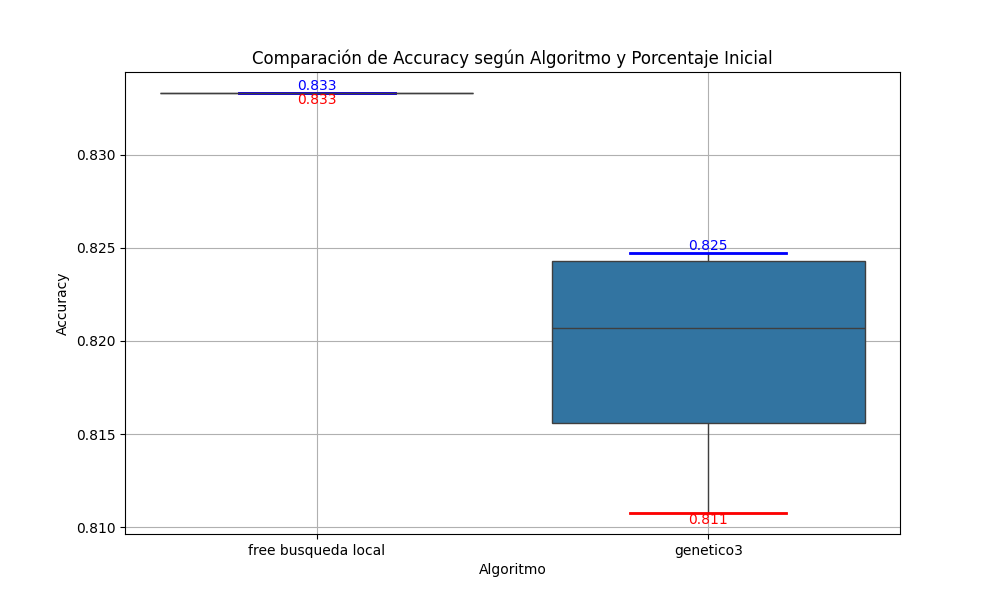 Comparación de Accuracy según Algoritmo y Porcentaje Inicial
0.833
0.833
0.830
0.825
0.825
0.820
0.815
0.811
0.810
Accuracy
free busqueda local
genetico3
Algoritmo